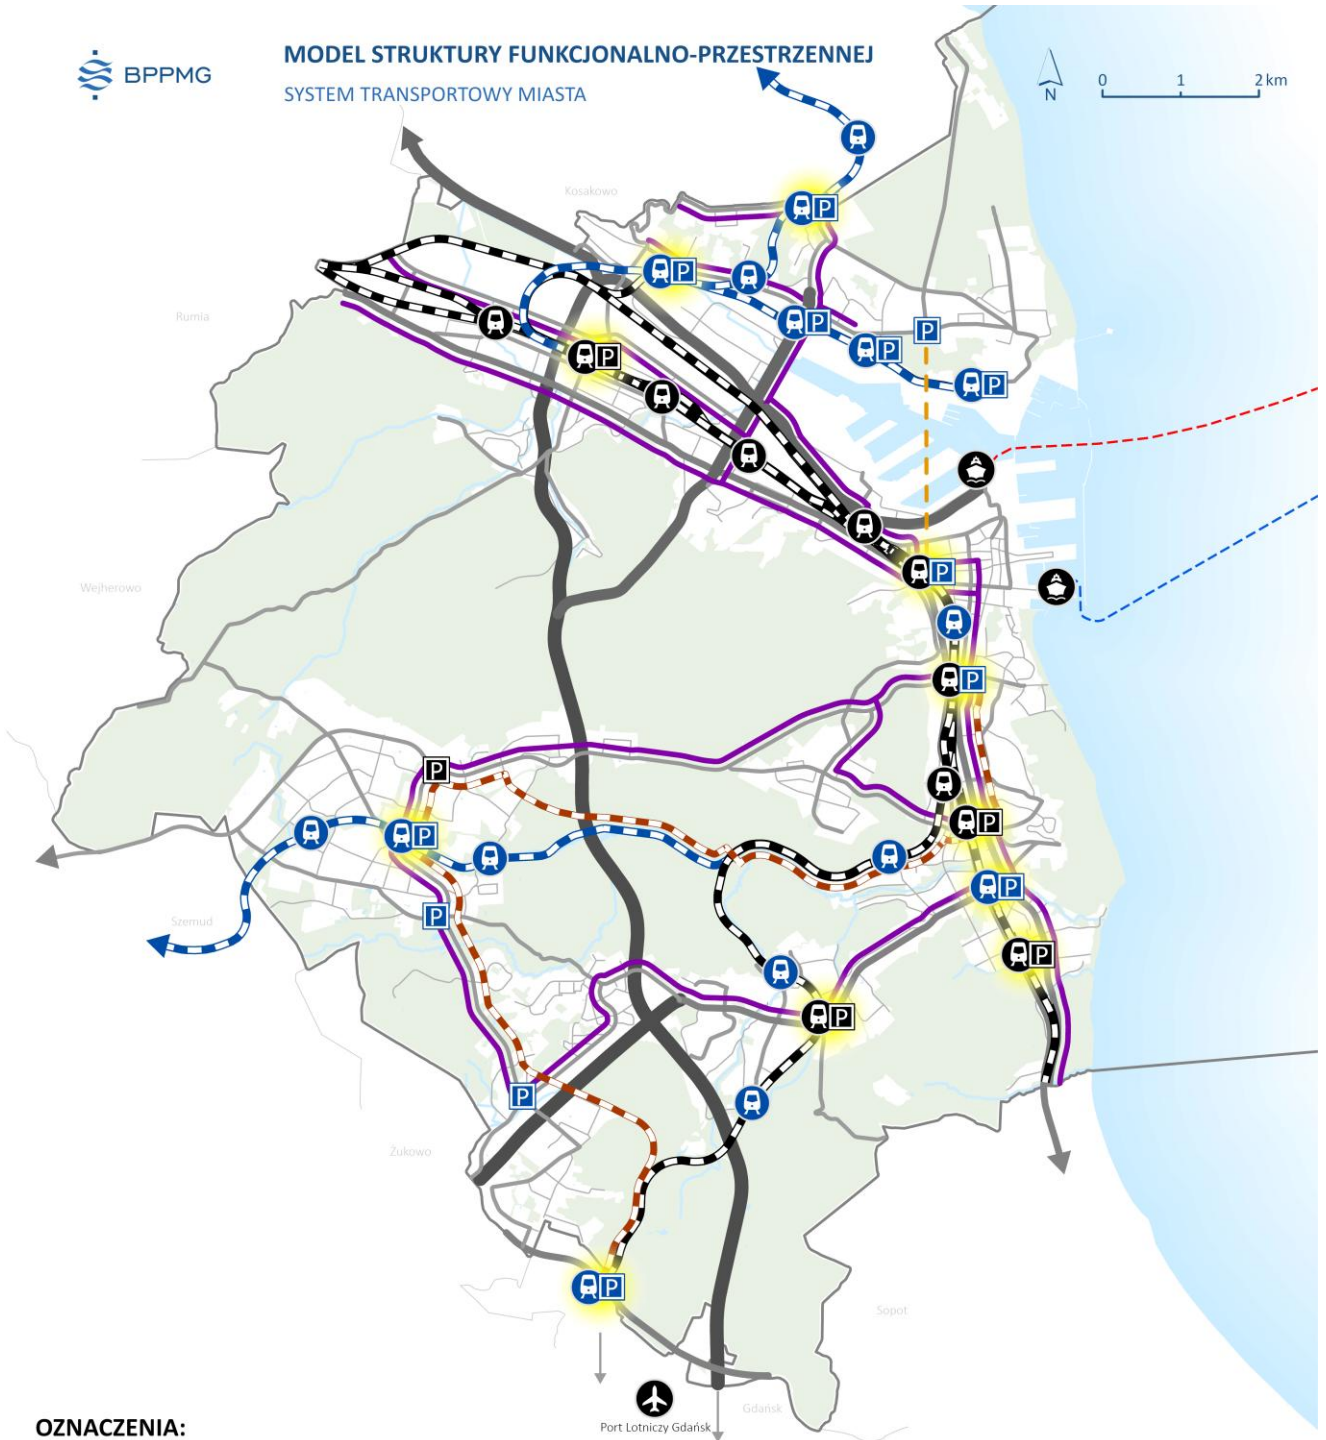 BPPMG
MODEL STRUKTURY FUNKCJONALNO-PRZESTRZENNEJ
SYSTEM TRANSPORTOWY MIASTA
N
0 1 2 km
Kosakowo
P
P
Rumia
P
P
P
P
P
P
Wejherowo
P
P
P
P
P
P
Szemud
P
P
P
P
Żukowo
P
Sopot
Gdańsk
Port Lotniczy Gdańsk
OZNACZENIA: